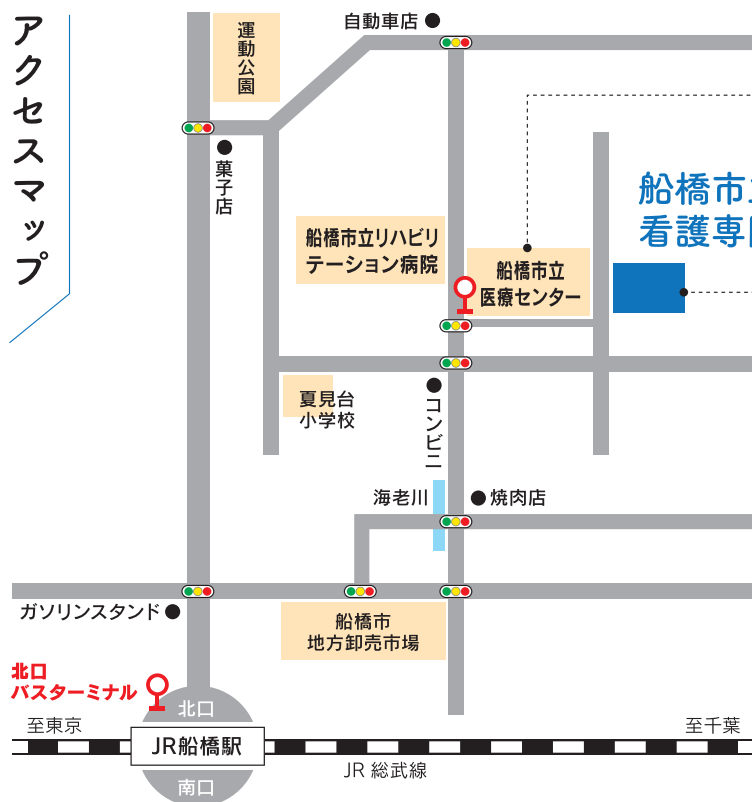 アクセスマップ
運動公園
自動車店
菓子店
船橋市
看護専
船橋市立リハビリ
テーション病院
船橋市立
医療センター
夏見台
小学校
コンビニ
海老川
焼肉店
ガソリンスタンド
船橋市
地方卸売市場
北口
バスターミナル
北口
至東京
JR船橋駅
至千葉
JR 総武線
南口